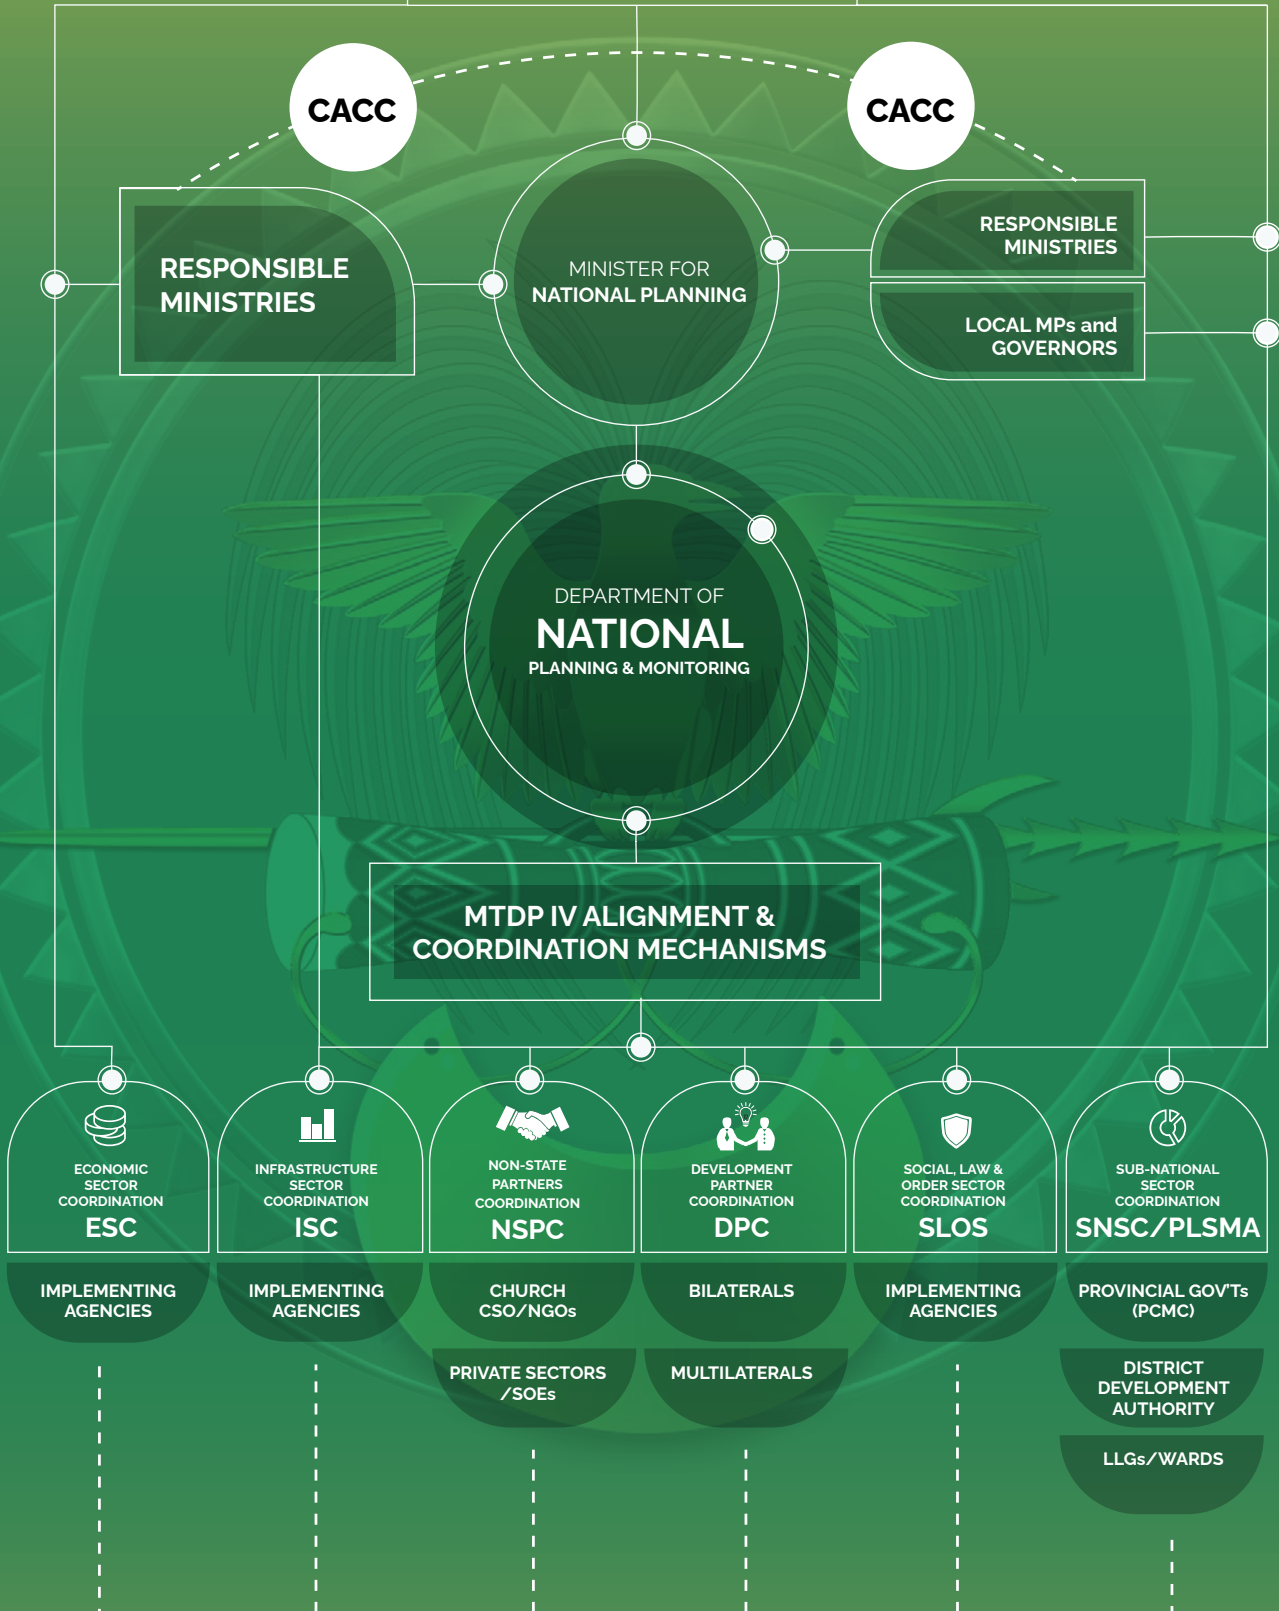 CACC
CACC
RESPONSIBLE
MINISTRIES
MINISTER FOR
NATIONAL PLANNING
RESPONSIBLE
MINISTRIES
LOCAL MPs and
GOVERNORS
DEPARTMENT OF
NATIONAL
PLANNING & MONITORING
MTDP IV ALIGNMENT &
COORDINATION MECHANISMS
ECONOMIC
SECTOR
COORDINATION
ESC
IMPLEMENTING
AGENCIES
INFRASTRUCTURE
SECTOR
COORDINATION
ISC
IMPLEMENTING
AGENCIES
NON-STATE
PARTNERS
COORDINATION
NSPC
CHURCH
CSO/NGOs
PRIVATE SECTORS
/SOEs
DEVELOPMENT
PARTNER
COORDINATION
DPC
BILATERALS
MULTILATERALS
SOCIAL, LAW &
ORDER SECTOR
COORDINATION
SLOS
IMPLEMENTING
AGENCIES
SUB-NATIONAL
SECTOR
COORDINATION
SNSC/PLSMA
PROVINCIAL GOV'Ts
(PCMC)
DISTRICT
DEVELOPMENT
AUTHORITY
LLGs/WARDS